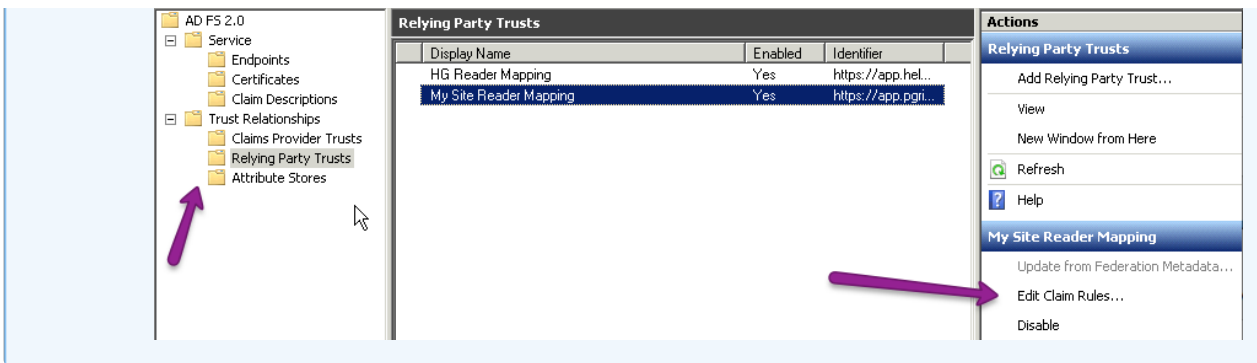 AD FS 2.0
Service
Endpoints
Certificates
Claim Descriptions
Trust Relationships
Claims Provider Trusts
Relying Party Trusts
Attribute Stores
Relying Party Trusts
Display Name Enabled Identifier
HG Reader Mapping Yes https://app.hel...
My Site Reader Mapping Yes https://app.pgri...
Actions
Relying Party Trusts
Add Relying Party Trust...
View
New Window from Here
Refresh
Help
My Site Reader Mapping
Update from Federation Metadata...
Edit Claim Rules...
Disable